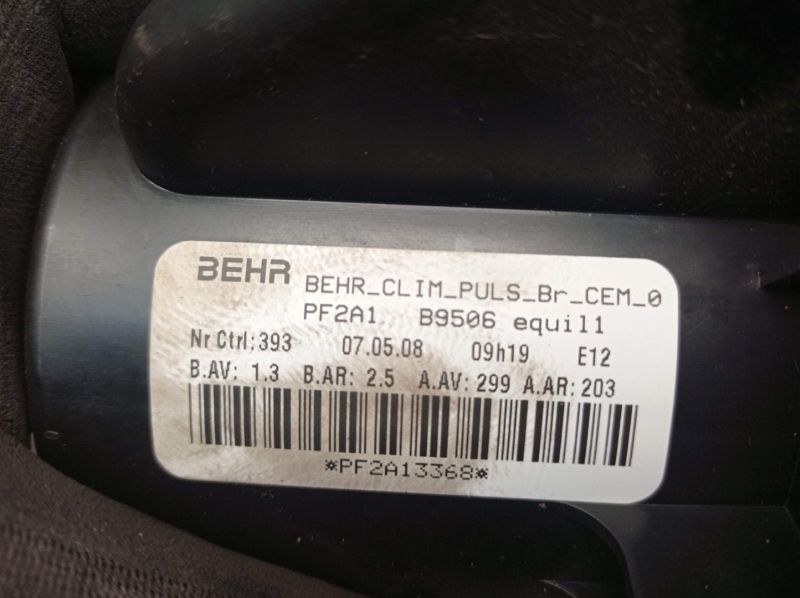 BEHR BEHR_CLIM_PULS_Br_CEM_0
PF2A1 B9506 equil1
Nr Ctrl:393 07.05.08 09h19 E12
B.AV: 1.3 B.AR: 2.5 A.AV: 299 A.AR: 203
*PF2A13368*